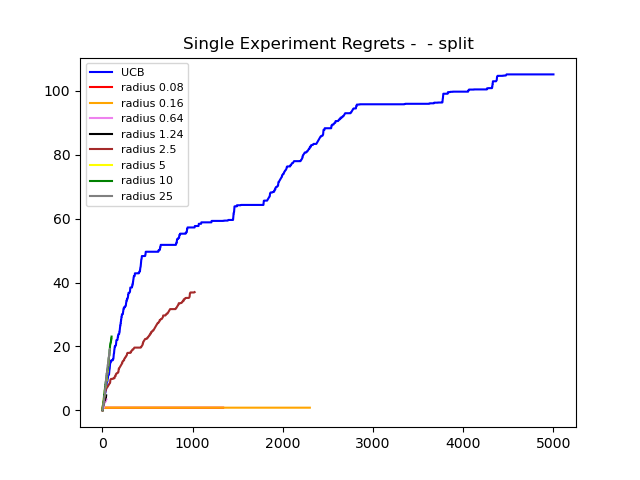 Single Experiment Regrets -  - split
UCB
radius 0.08
radius 0.16
radius 0.64
radius 1.24
radius 2.5
radius 5
radius 10
radius 25
100
80
60
40
20
0
0 1000 2000 3000 4000 5000